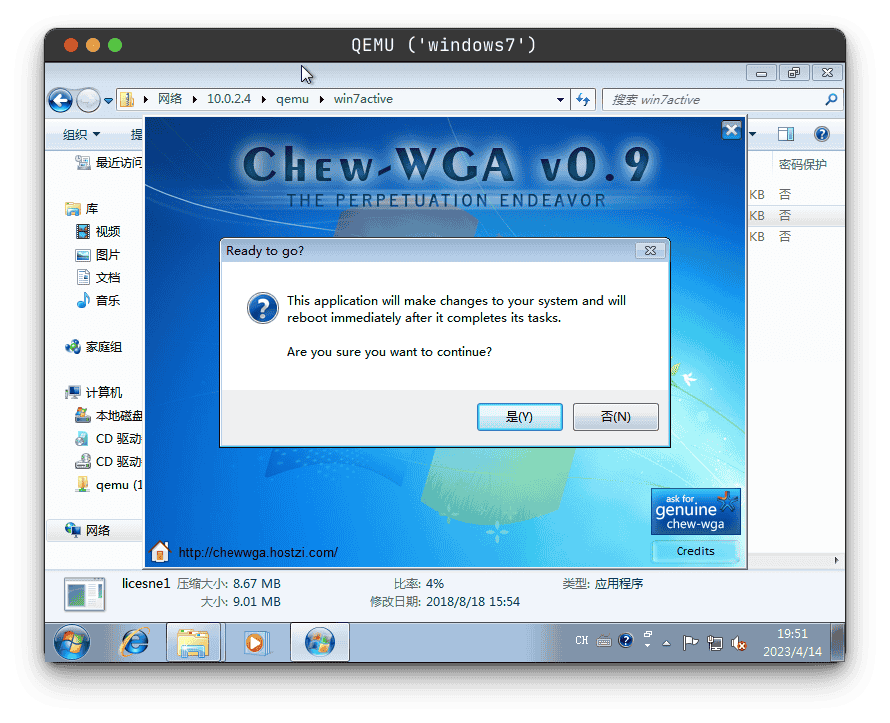 QEMU ('windows7')
网络 10.0.2.4 qemu win7active
搜索 win7active
组织
最近访问
密码保护
KB 否
KB 否
KB 否
库
视频
图片
文档
音乐
家庭组
计算机
本地磁盘
CD 驱动
CD 驱动
qemu (1
网络
CHEW-WGA v0.9
THE PERPETUATION ENDEAVOR
Ready to go?
This application will make changes to your system and will
reboot immediately after it completes its tasks.
Are you sure you want to continue?
是(Y)
否(N)
ask for
genuine
chew-wga
Credits
http://chewwga.hostzi.com/
licesne1 压缩大小: 8.67 MB 比率: 4% 类型: 应用程序
大小: 9.01 MB 修改日期: 2018/8/18 15:54
CH
19:51
2023/4/14